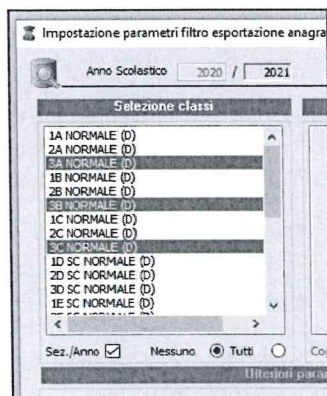 Impostazione parametri filtro esportazione anagra
Anno Scolastico 2020 / 2021
Selezione classi
1A NORMALE (D)
2A NORMALE (D)
3A NORMALE (D)
1B NORMALE (D)
2B NORMALE (D)
3B NORMALE (D)
1C NORMALE (D)
2C NORMALE (D)
3C NORMALE (D)
1D SC NORMALE (D)
2D SC NORMALE (D)
3D SC NORMALE (D)
1E SC NORMALE (D)
Sez./Anno Nessuno Tutti
Ulteriori para